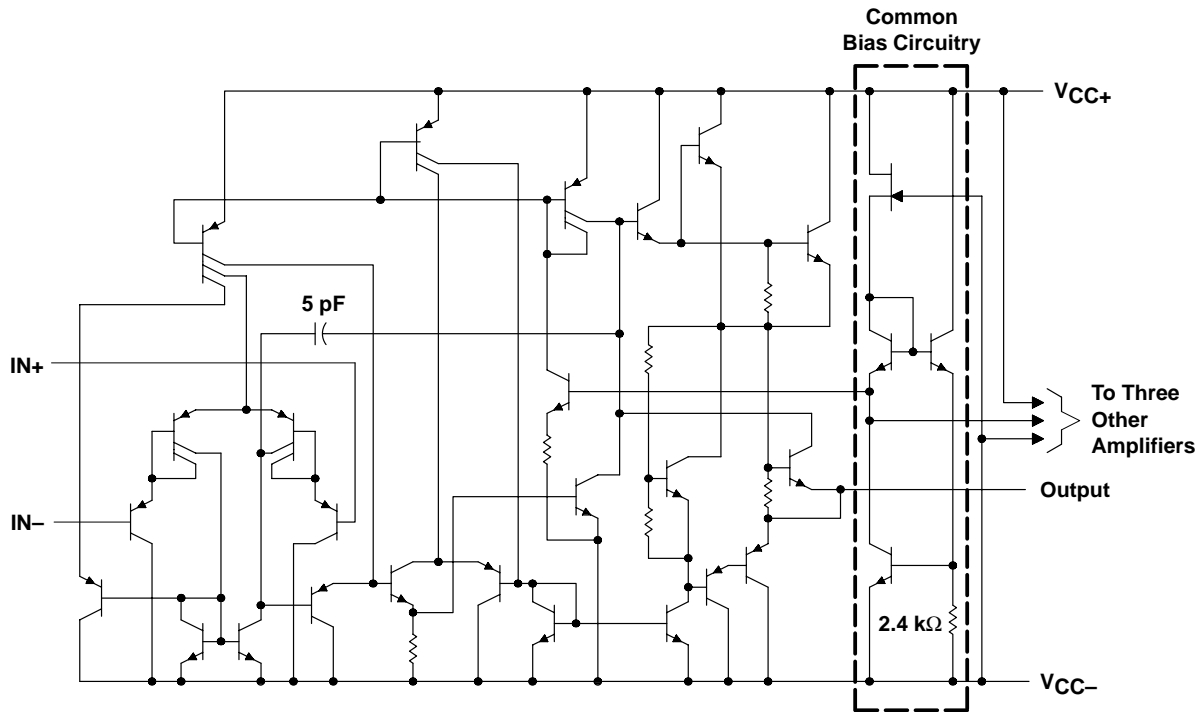 Common
Bias Circuitry
VCC+
5 pF
IN+
To Three
Other
Amplifiers
Output
IN–
2.4 kΩ
VCC–